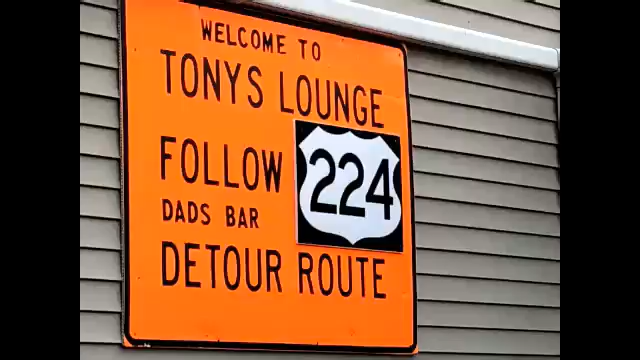 WELCOME TO
TONYS LOUNGE
FOLLOW 224
DADS BAR
DETOUR ROUTE